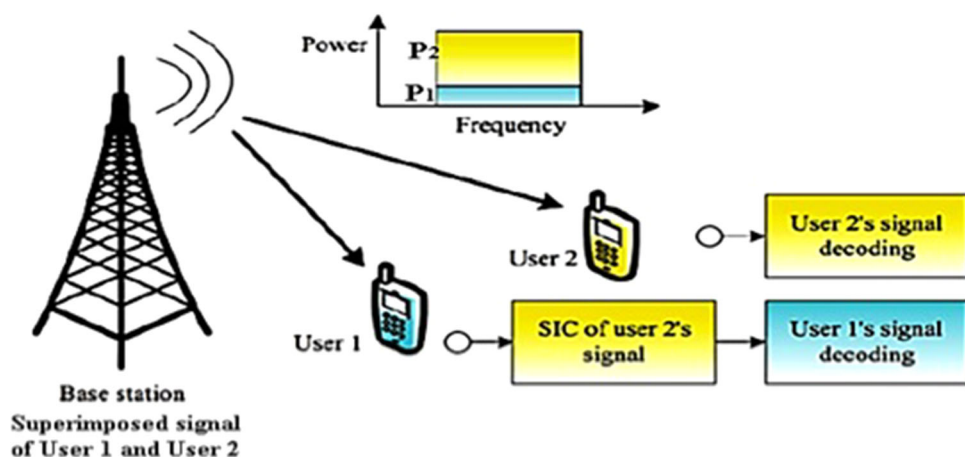 Power
P2
P1
Frequency
User 2
User 2's signal
decoding
User 1
SIC of user 2's
signal
User 1's signal
decoding
Base station
Superimposed signal
of User 1 and User 2